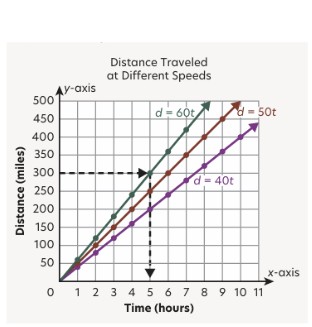 Distance Traveled
at Different Speeds
y-axis
500
450
400
350
300
250
200
150
100
50
0
1 2 3 4 5 6 7 8 9 10 11
x-axis
Time (hours)
Distance (miles)
d = 60t
d = 50t
d = 40t